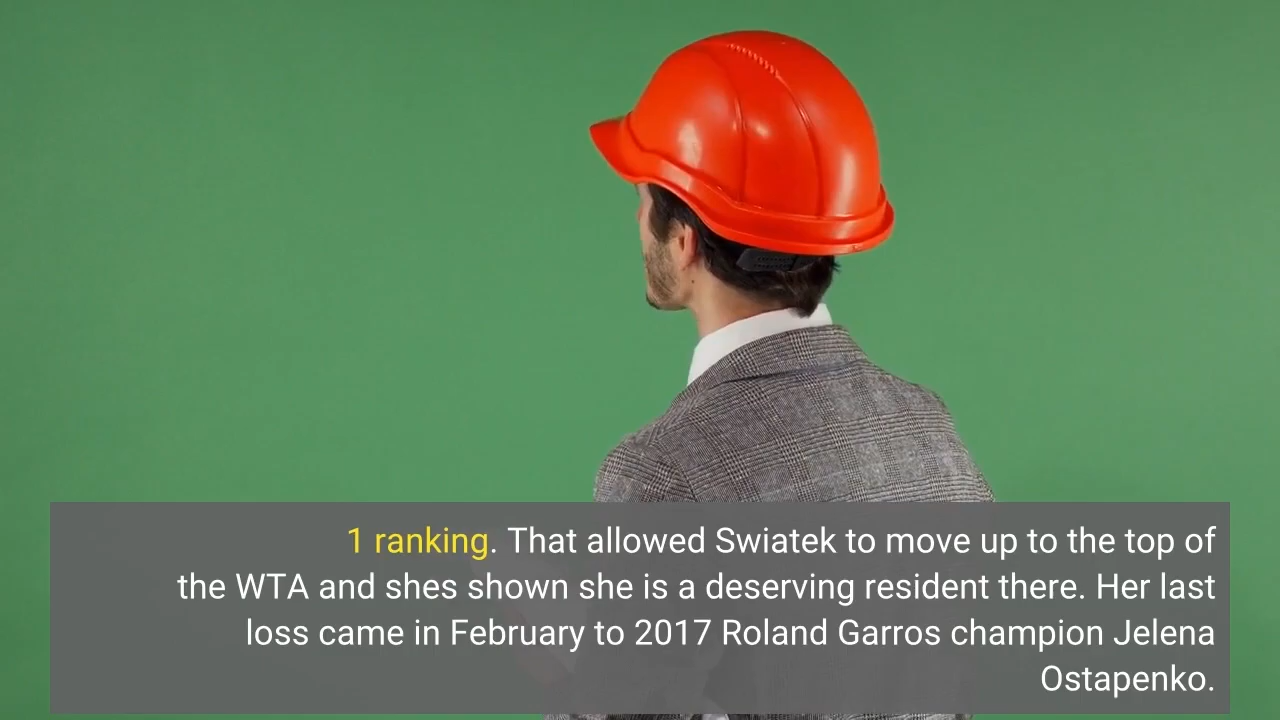 1 ranking. That allowed Swiatek to move up to the top of
the WTA and shes shown she is a deserving resident there. Her last
loss came in February to 2017 Roland Garros champion Jelena
Ostapenko.